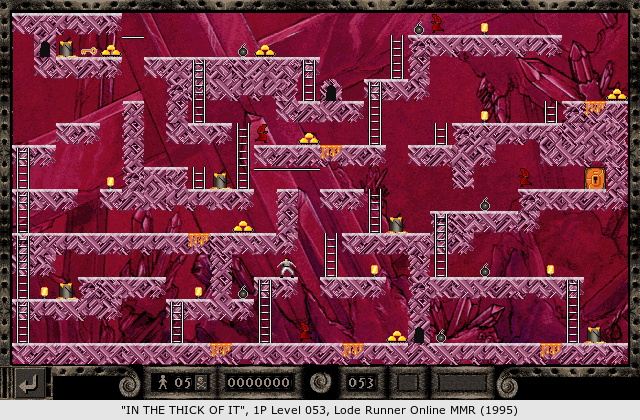 05 0000000 053
"IN THE THICK OF IT", 1P Level 053, Lode Runner Online MMR (1995)